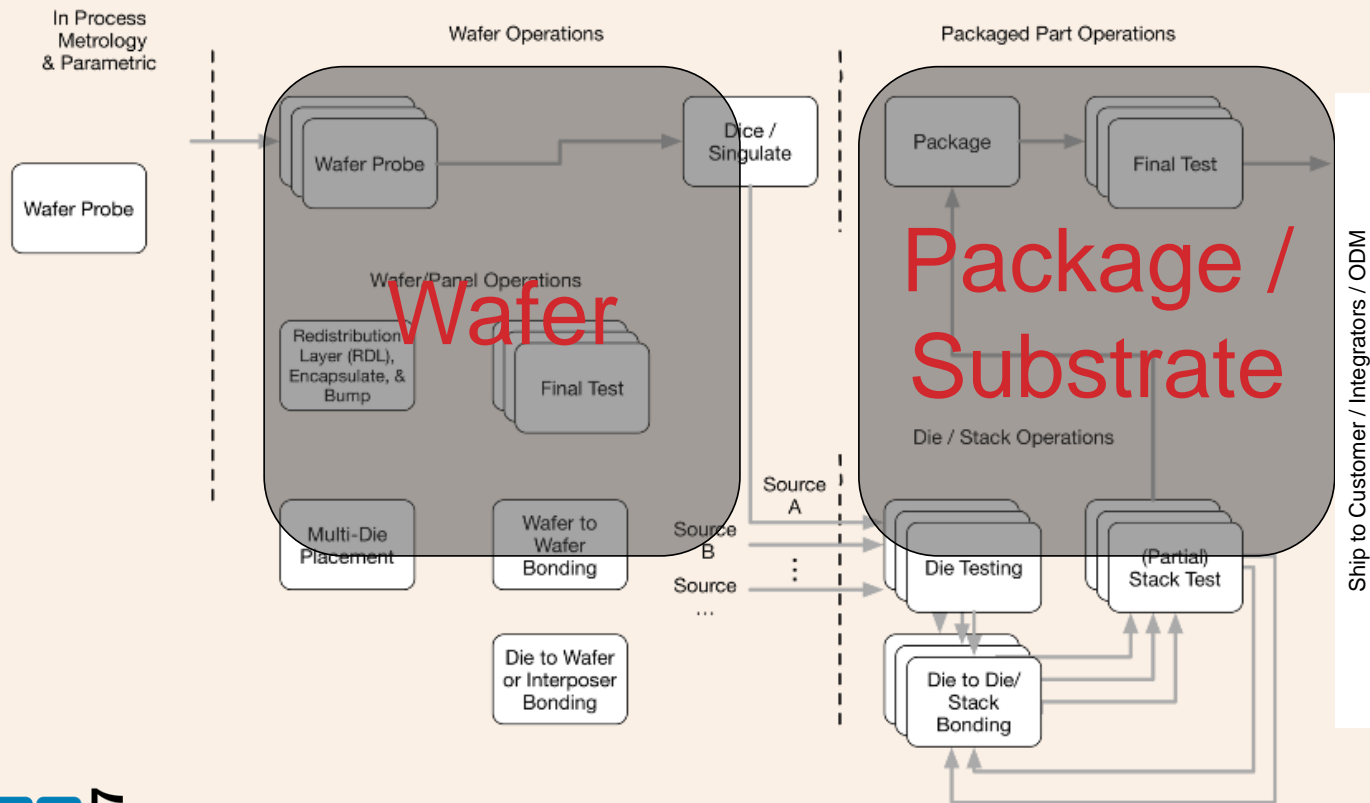 In Process
Metrology
& Parametric
Wafer Operations
Packaged Part Operations
Wafer Probe
Wafer Probe
Dice /
Singulate
Package
Final Test
Wafer/Panel Operations
Wafer
Redistribution
Layer (RDL),
Encapsulate, &
Bump
Final Test
Package /
Substrate
Die / Stack Operations
Multi-Die
Placement
Wafer to
Wafer
Bonding
Source
A
Source
B
⋮
Source
...
Die Testing
(Partial)
Stack Test
Die to Wafer
or Interposer
Bonding
Die to Die/
Stack
Bonding
Ship to Customer / Integrators / ODM
7